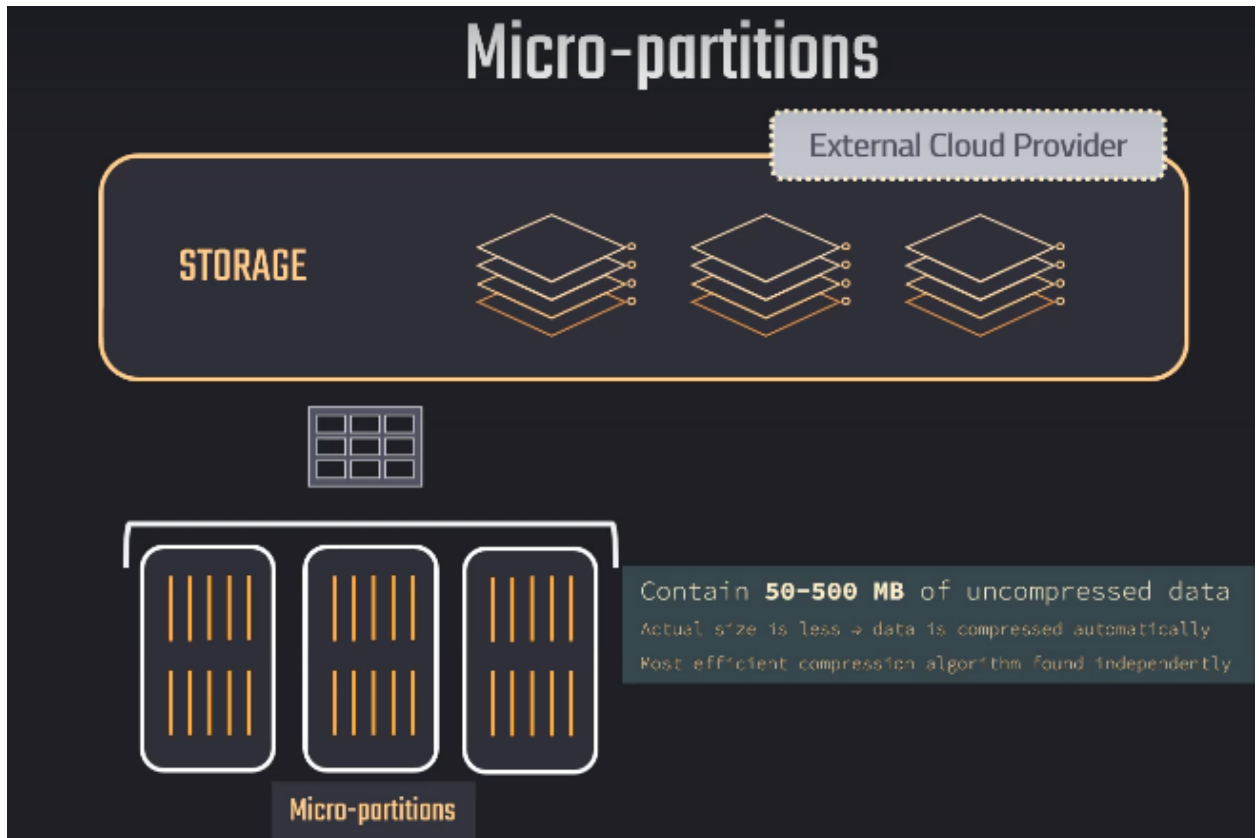 Micro-partitions
External Cloud Provider
STORAGE
Contain 50-500 MB of uncompressed data
Actual size is less → data is compressed automatically
Most efficient compression algorithm found independently
Micro-partitions